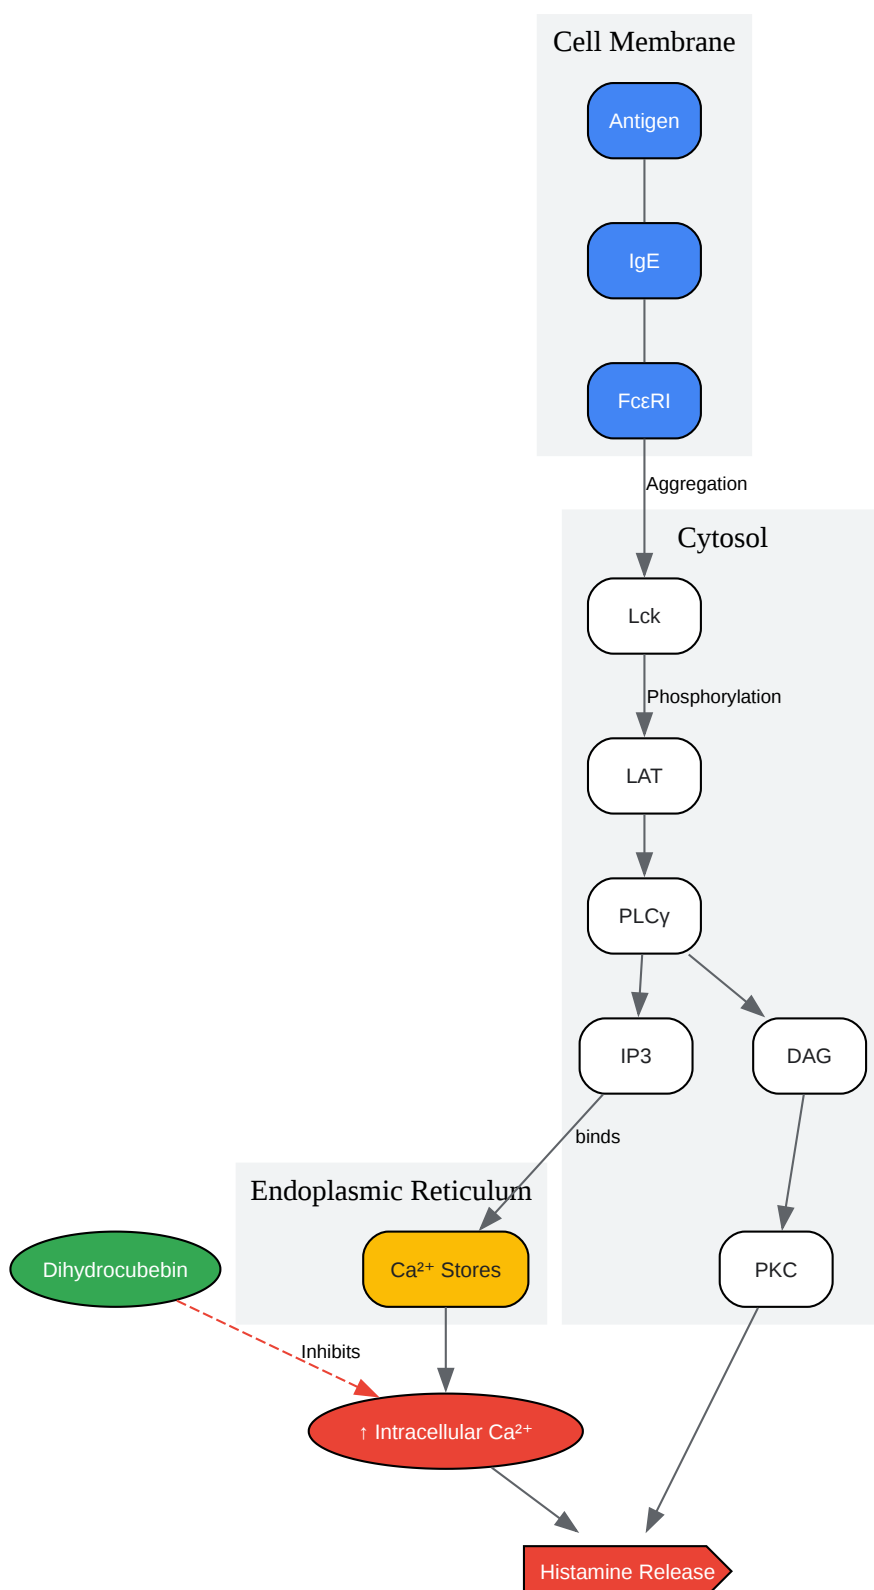 Cell Membrane
Antigen
IgE
FcεRI
Aggregation
Cytosol
Lck
Phosphorylation
LAT
PLCγ
IP3
DAG
binds
Endoplasmic Reticulum
Dihydrocubebin
Ca²⁺ Stores
PKC
Inhibits
↑ Intracellular Ca²⁺
Histamine Release